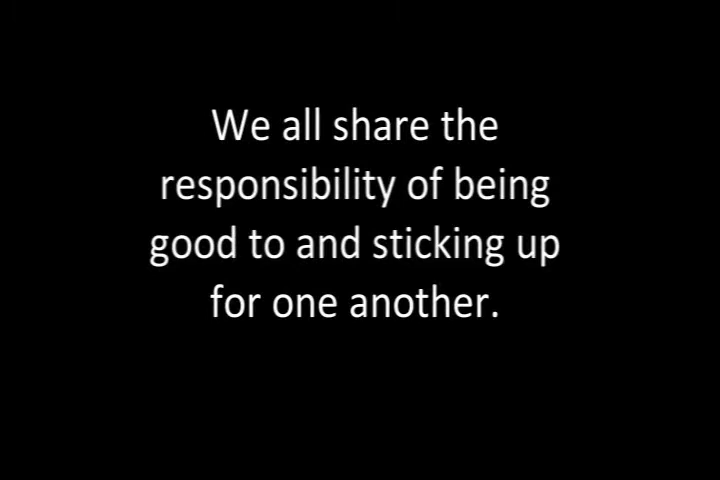 We all share the
responsibility of being
good to and sticking up
for one another.